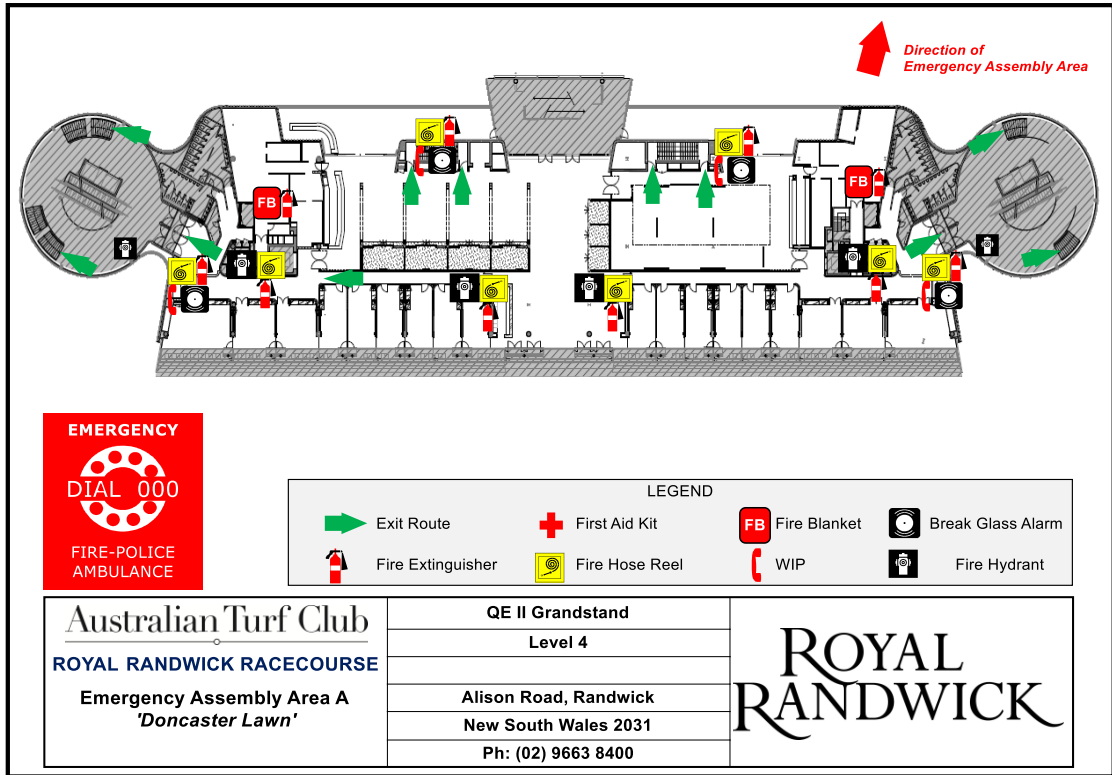 Direction of
Emergency Assembly Area
FB
FB
EMERGENCY
DIAL 000
FIRE-POLICE
AMBULANCE
LEGEND
Exit Route
First Aid Kit
FB
Fire Blanket
Break Glass Alarm
Fire Extinguisher
Fire Hose Reel
WIP
Fire Hydrant
Australian Turf Club
ROYAL RANDWICK RACECOURSE
Emergency Assembly Area A
'Doncaster Lawn'
QE II Grandstand
Level 4
Alison Road, Randwick
New South Wales 2031
Ph: (02) 9663 8400
ROYAL
RANDWICK